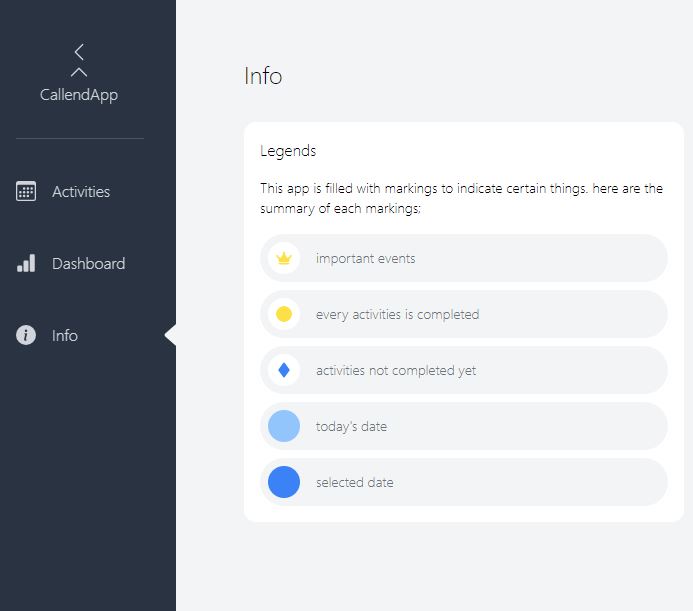 CallendApp
Activities
Dashboard
Info
Info
Legends
This app is filled with markings to indicate certain things. here are the
summary of each markings;
important events
every activities is completed
activities not completed yet
today's date
selected date